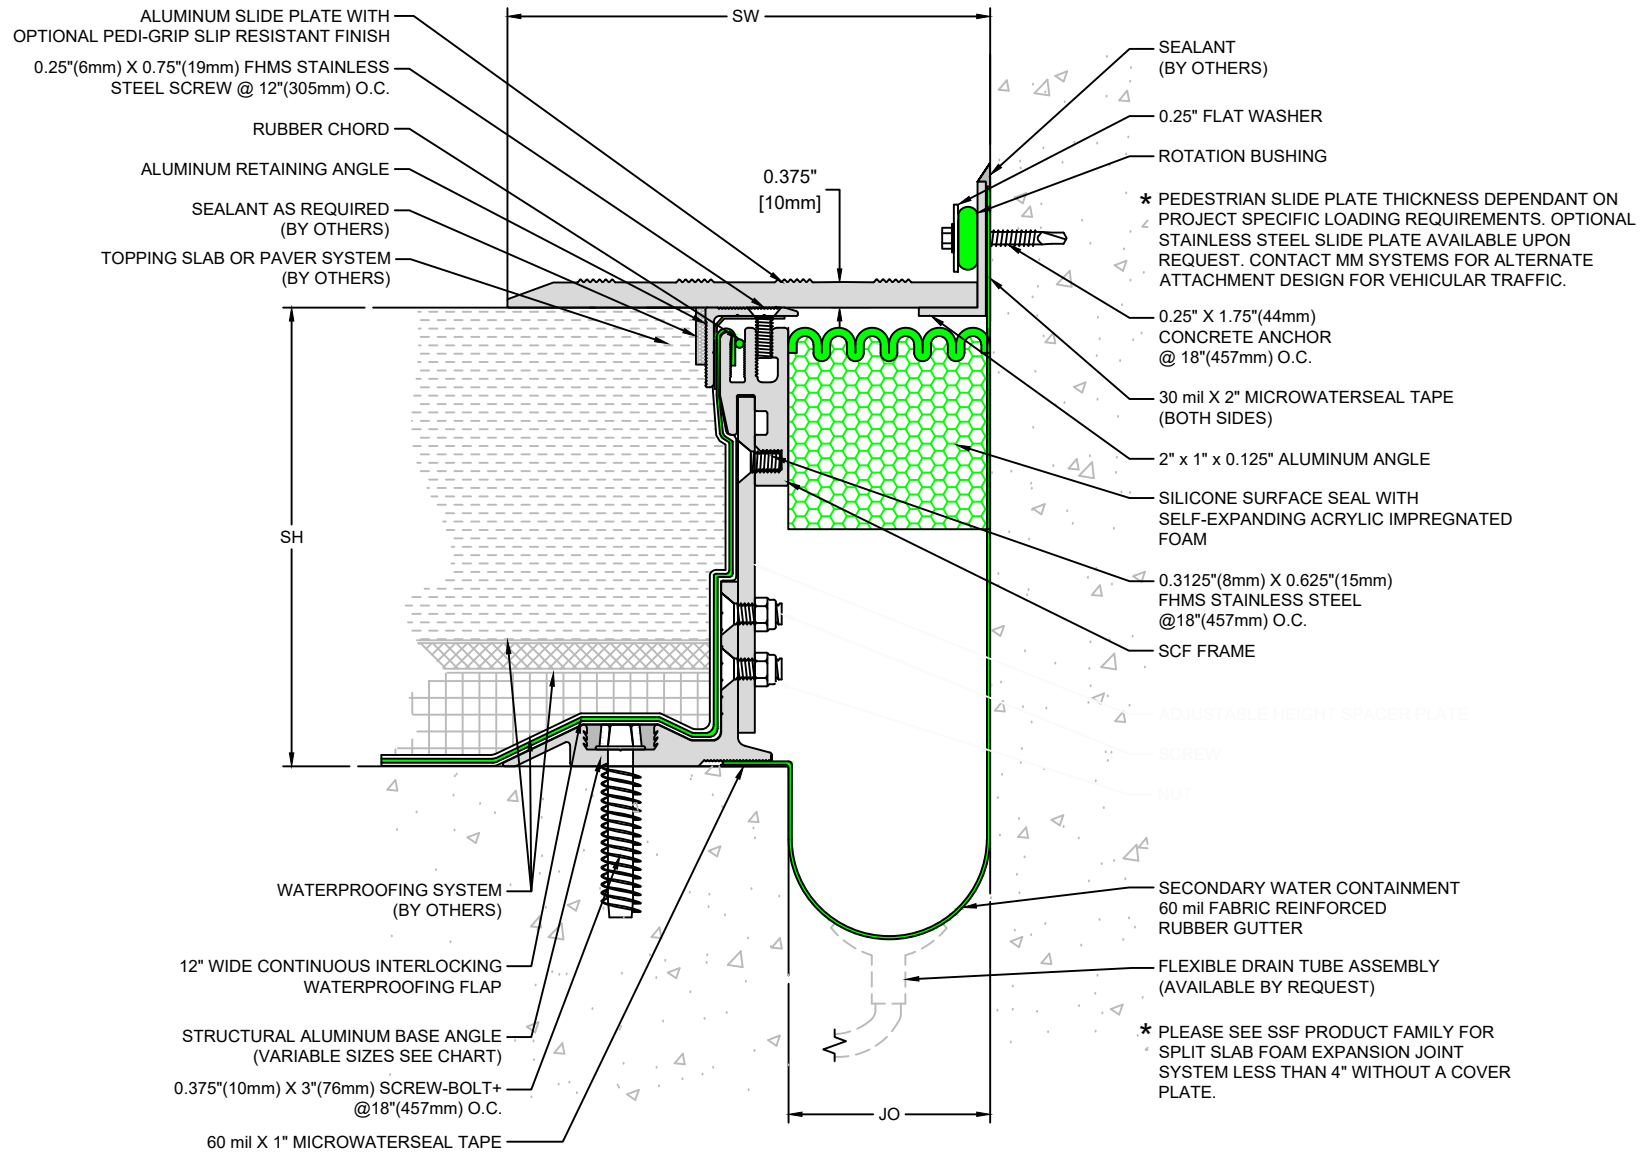 ALUMINUM SLIDE PLATE WITH
OPTIONAL PEDI-GRIP SLIP RESISTANT FINISH
0.25"(6mm) X 0.75"(19mm) FHMS STAINLESS
STEEL SCREW @ 12"(305mm) O.C.
RUBBER CHORD
ALUMINUM RETAINING ANGLE
SEALANT AS REQUIRED
(BY OTHERS)
TOPPING SLAB OR PAVER SYSTEM
(BY OTHERS)
SH
WATERPROOFING SYSTEM
(BY OTHERS)
12" WIDE CONTINUOUS INTERLOCKING
WATERPROOFING FLAP
STRUCTURAL ALUMINUM BASE ANGLE
(VARIABLE SIZES SEE CHART)
0.375"(10mm) X 3"(76mm) SCREW-BOLT+
@18"(457mm) O.C.
60 mil X 1" MICROWATERSEAL TAPE
SW
0.375"
[10mm]
JO
SEALANT
(BY OTHERS)
0.25" FLAT WASHER
ROTATION BUSHING
* PEDESTRIAN SLIDE PLATE THICKNESS DEPENDANT ON
PROJECT SPECIFIC LOADING REQUIREMENTS. OPTIONAL
STAINLESS STEEL SLIDE PLATE AVAILABLE UPON
REQUEST. CONTACT MM SYSTEMS FOR ALTERNATE
ATTACHMENT DESIGN FOR VEHICULAR TRAFFIC.
0.25" X 1.75"(44mm)
CONCRETE ANCHOR
@ 18"(457mm) O.C.
30 mil X 2" MICROWATERSEAL TAPE
(BOTH SIDES)
2" x 1" x 0.125" ALUMINUM ANGLE
SILICONE SURFACE SEAL WITH
SELF-EXPANDING ACRYLIC IMPREGNATED
FOAM
0.3125"(8mm) X 0.625"(15mm)
FHMS STAINLESS STEEL
@18"(457mm) O.C.
SCF FRAME
ADJUSTABLE HEIGHT SPACER PLATE
SCREW
NUT
SECONDARY WATER CONTAINMENT
60 mil FABRIC REINFORCED
RUBBER GUTTER
FLEXIBLE DRAIN TUBE ASSEMBLY
(AVAILABLE BY REQUEST)
* PLEASE SEE SSF PRODUCT FAMILY FOR
SPLIT SLAB FOAM EXPANSION JOINT
SYSTEM LESS THAN 4" WITHOUT A COVER
PLATE.